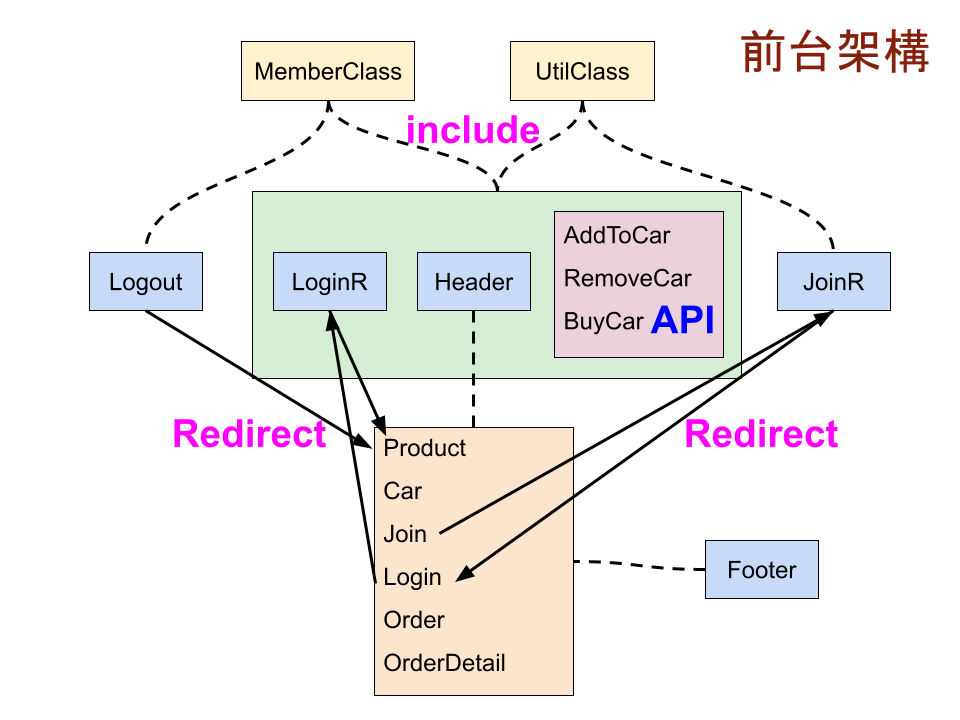 前台架構
MemberClass
UtilClass
include
Logout
LoginR
Header
AddToCar
RemoveCar
BuyCar
API
JoinR
Redirect
Redirect
Product
Car
Join
Login
Order
OrderDetail
Footer